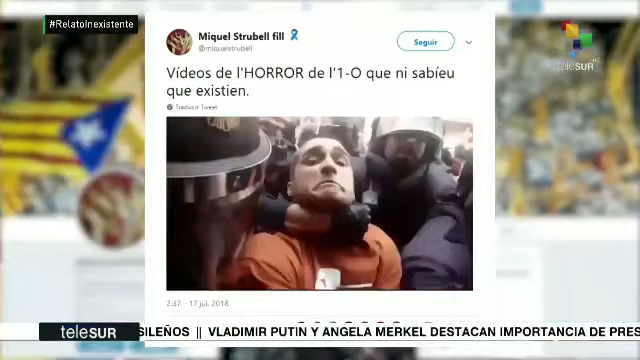 #RelatoInexistente
Miquel Strubell fill
@miquelstrubell
Seguir
teleSUR
HD
Vídeos de l'HORROR de l'1-O que ni sabíeu
que existien.
Traducir Tweet
2:37 - 17 jul. 2018
teleSUR
SILEÑOS || VLADIMIR PUTIN Y ANGELA MERKEL DESTACAN IMPORTANCIA DE PRES